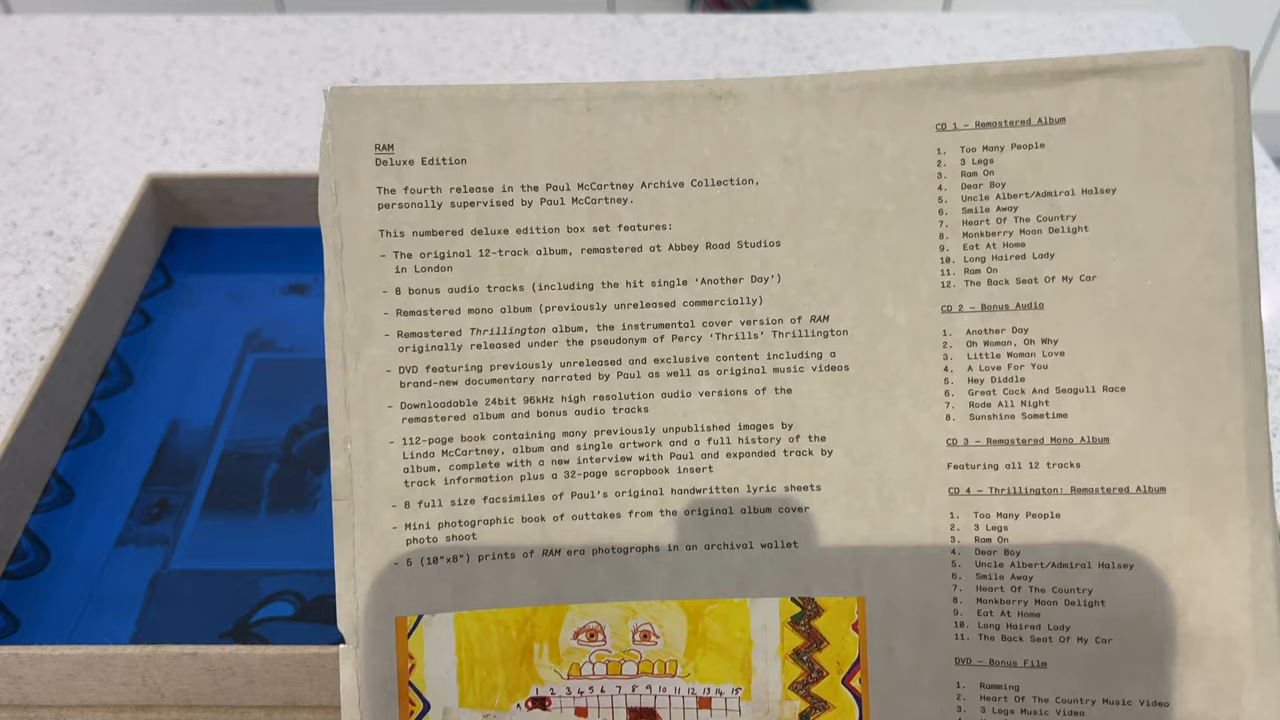 RAM
Deluxe Edition
The fourth release in the Paul McCartney Archive Collection,
personally supervised by Paul McCartney.
This numbered deluxe edition box set features:
- The original 12-track album, remastered at Abbey Road Studios
in London
- 8 bonus audio tracks (including the hit single 'Another Day')
- Remastered mono album (previously unreleased commercially)
- Remastered Thrillington album, the instrumental cover version of RAM
originally released under the pseudonym of Percy 'Thrills' Thrillington
- DVD featuring previously unreleased and exclusive content including a
brand-new documentary narrated by Paul as well as original music videos
- Downloadable 24bit 96kHz high resolution audio versions of the
remastered album and bonus audio tracks
- 112-page book containing many previously unpublished images by
Linda McCartney, album and single artwork and a full history of the
album, complete with a new interview with Paul and expanded track by
track information plus a 32-page scrapbook insert
- 8 full size facsimiles of Paul's original handwritten lyric sheets
- Mini photographic book of outtakes from the original album cover
photo shoot
- 5 (10"x8") prints of RAM era photographs in an archival wallet
1 2 3 4 5 6 7 8 9 10 11 12 13 14 15
A
CD 1 - Remastered Album
1. Too Many People
2. 3 Legs
3. Ram On
4. Dear Boy
5. Uncle Albert/Admiral Halsey
6. Smile Away
7. Heart Of The Country
8. Monkberry Moon Delight
9. Eat At Home
10. Long Haired Lady
11. Ram On
12. The Back Seat Of My Car
CD 2 - Bonus Audio
1. Another Day
2. Oh Woman, Oh Why
3. Little Woman Love
4. A Love For You
5. Hey Diddle
6. Great Cock And Seagull Race
7. Rode All Night
8. Sunshine Sometime
CD 3 - Remastered Mono Album
Featuring all 12 tracks
CD 4 - Thrillington: Remastered Album
1. Too Many People
2. 3 Legs
3. Ram On
4. Dear Boy
5. Uncle Albert/Admiral Halsey
6. Smile Away
7. Heart Of The Country
8. Monkberry Moon Delight
9. Eat At Home
10. Long Haired Lady
11. The Back Seat Of My Car
DVD - Bonus Film
1. Ramming
2. Heart Of The Country Music Video
3. 3 Legs Music Video